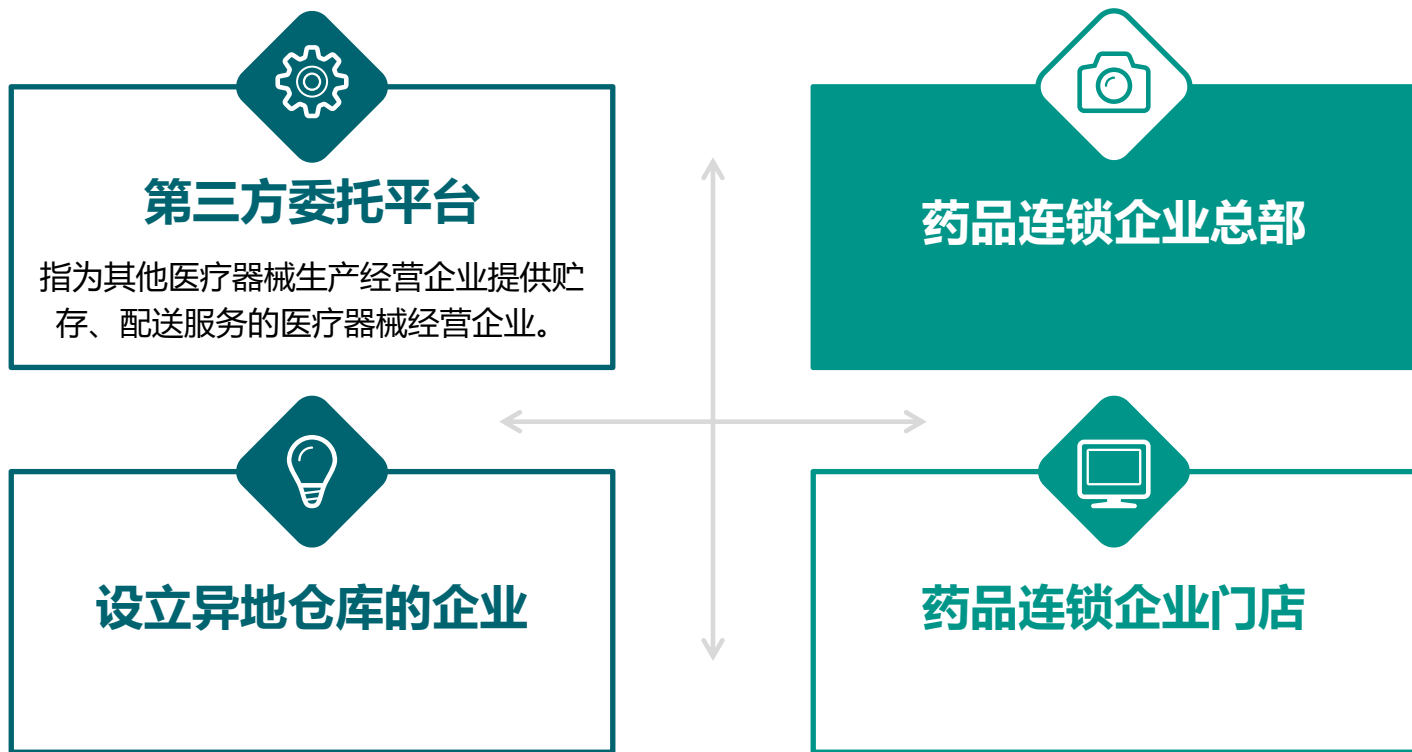 第三方委托平台
指为其他医疗器械生产经营企业提供贮
存、配送服务的医疗器械经营企业。
药品连锁企业总部
设立异地仓库的企业
药品连锁企业门店